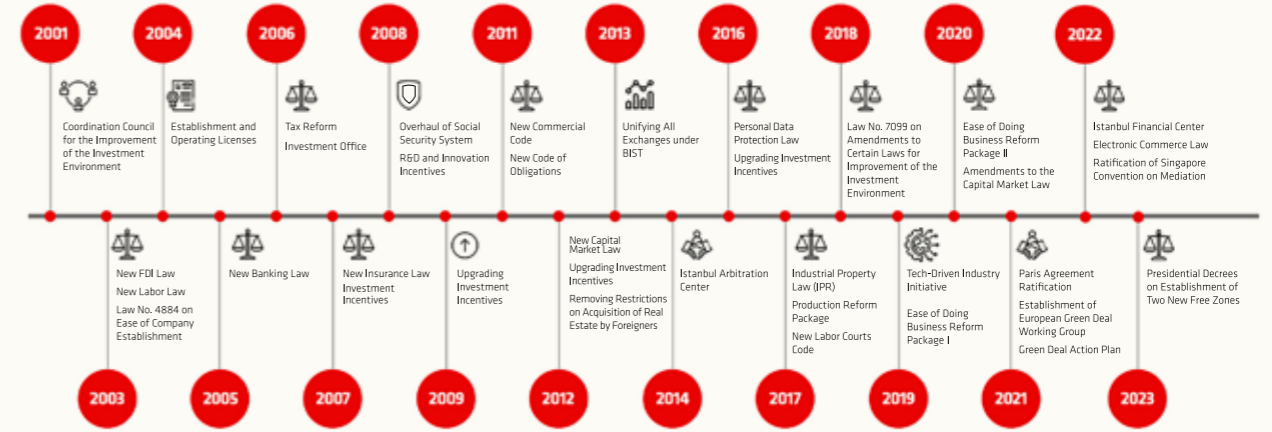 2001
2004
2006
2008
2011
2013
2016
2018
2020
2022
Coordination Council
for the Improvement
of the Investment
Environment
Establishment and
Operating Licenses
Tax Reform
Investment Office
Overhaul of Social
Security System
R&D and Innovation
Incentives
New Commercial
Code
New Code of
Obligations
Unifying All
Exchanges under
BIST
Personal Data
Protection Law
Upgrading Investment
Incentives
Law No. 7099 on
Amendments to
Certain Laws for
Improvement of the
Investment
Environment
Ease of Doing
Business Reform
Package II
Amendments to the
Capital Market Law
Istanbul Financial Center
Electronic Commerce Law
Ratification of Singapore
Convention on Mediation
New FDI Law
New Labor Law
Law No. 4884 on
Ease of Company
Establishment
New Banking Law
New Insurance Law
Investment
Incentives
Upgrading
Investment
Incentives
New Capital
Market Law
Upgrading Investment
Incentives
Removing Restrictions
on Acquisition of Real
Estate by Foreigners
Istanbul Arbitration
Center
Industrial Property
Law (IPR)
Production Reform
Package
New Labor Courts
Code
Tech-Driven Industry
Initiative
Ease of Doing
Business Reform
Package I
Paris Agreement
Ratification
Establishment of
European Green Deal
Working Group
Green Deal Action Plan
Presidential Decrees
on Establishment of
Two New Free Zones
2003
2005
2007
2009
2012
2014
2017
2019
2021
2023